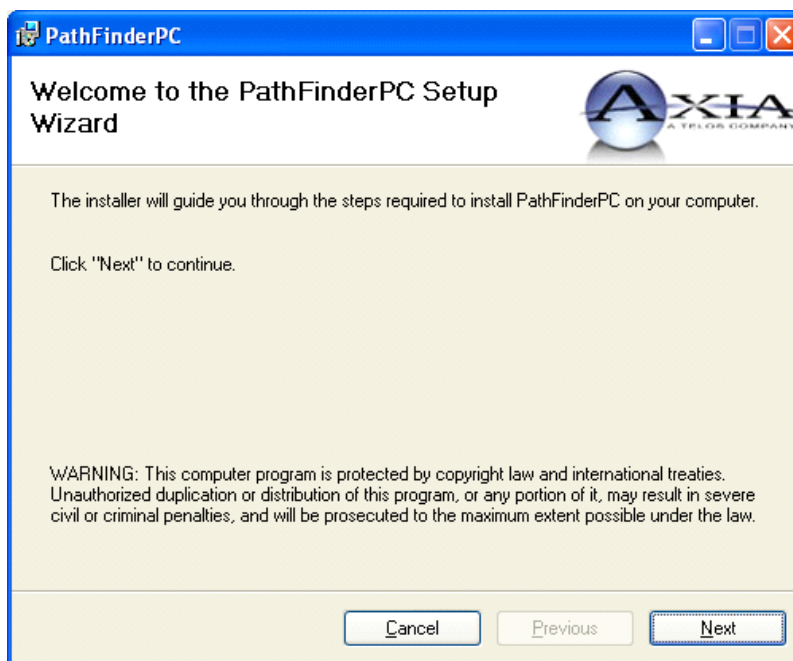 PathFinderPC
Welcome to the PathFinderPC Setup
Wizard
AXIA
A TELOS COMPANY
The installer will guide you through the steps required to install PathFinderPC on your computer.
Click "Next" to continue.
WARNING: This computer program is protected by copyright law and international treaties.
Unauthorized duplication or distribution of this program, or any portion of it, may result in severe
civil or criminal penalties, and will be prosecuted to the maximum extent possible under the law.
Cancel
Previous
Next